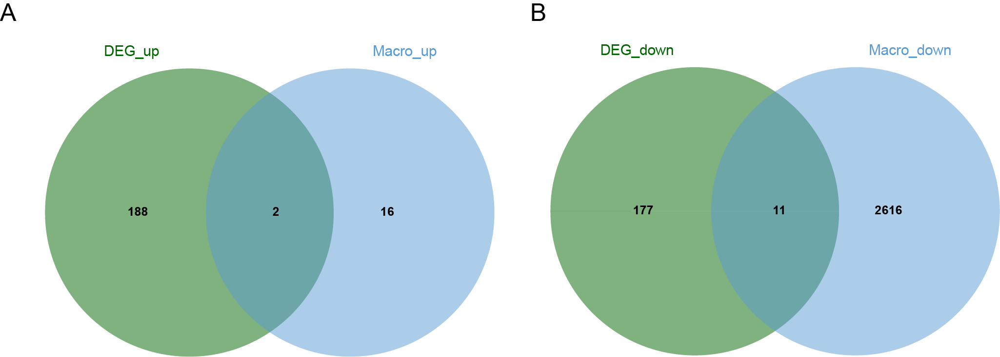 A
B
DEG_up
Macro_up
DEG_down
Macro_down
188
2
16
177
11
2616